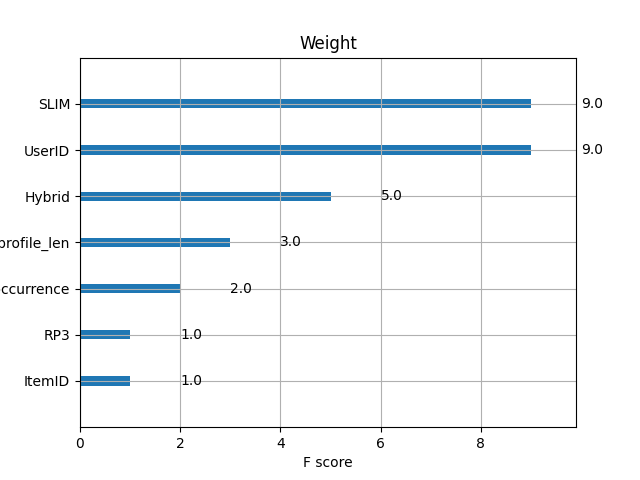 Weight
SLIM 9.0
UserID 9.0
Hybrid 5.0
profile_len 3.0
ccurrence 2.0
RP3 1.0
ItemID 1.0
0 2 4 6 8
F score